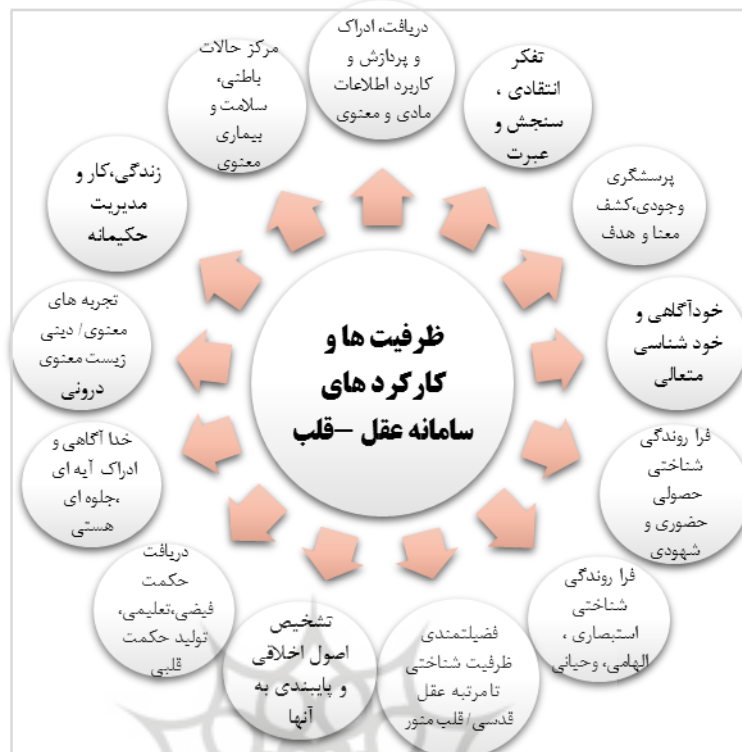 ظرفیت ها و
کارکرد های
سامانه عقل –قلب
دریافت، ادراک
و پردازش و
کاربرد اطلاعات
مادی و معنوی
تفکر
انتقادی ،
سنجش و
عبرت
پرسشگری
وجودی،کشف
معنا و هدف
خودآگاهی و
خود شناسی
متعالی
فرا روندگی
شناختی
حصولی
حضوری و
شهودی
فرا روندگی
شناختی
استبصاری ،
الهامی، وحیانی
فضیلتمندی
ظرفیت شناختی
تا مرتبه عقل
قدسی/ قلب منور
تشخیص
اصول اخلاقی
و پایبندی به
آنها
دریافت
حکمت
فیضی،تعلیمی،
تولید حکمت
قلبی
خدا آگاهی و
ادراک آیه ای
،جلوه ای
هستی
تجربه های
معنوی/ دینی
زیست معنوی
درونی
زندگی،کار و
مدیریت
حکیمانه
مرکز حالات
باطنی،
سلامت و
بیماری
معنوی